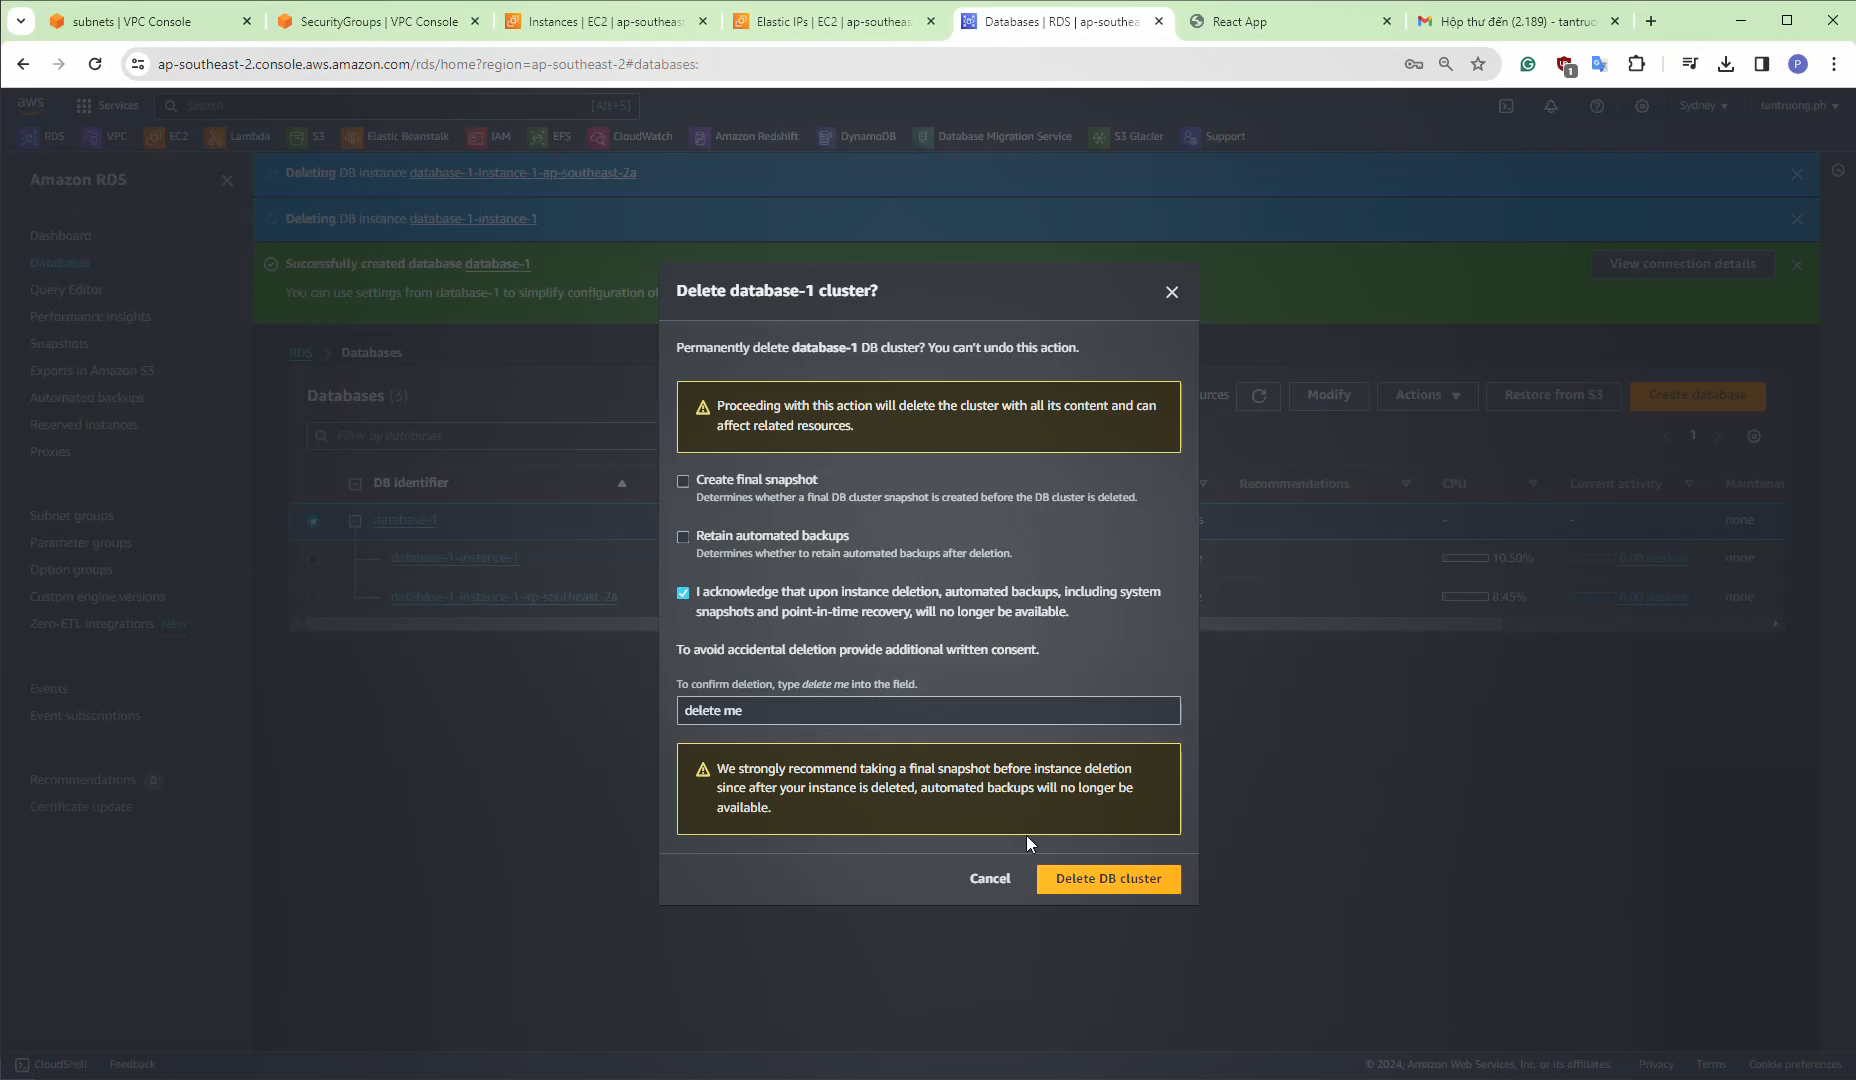 subnets | VPC Console
SecurityGroups | VPC Console
Instances | EC2 | ap-southeast
Elastic IPs | EC2 | ap-southeas
Databases | RDS | ap-southea
React App
Hộp thư đến (2.189) - tantruo
ap-southeast-2.console.aws.amazon.com/rds/home?region=ap-southeast-2#databases:
1
P
aws
Services
Search
[Alt+S]
Sydney
tantruong.ph
RDS
VPC
EC2
Lambda
S3
Elastic Beanstalk
IAM
EFS
CloudWatch
Amazon Redshift
DynamoDB
Database Migration Service
S3 Glacier
Support
Amazon RDS
Dashboard
Databases
Query Editor
Performance insights
Snapshots
Exports in Amazon S3
Automated backups
Reserved instances
Proxies
Subnet groups
Parameter groups
Option groups
Custom engine versions
Zero-ETL integrations New
Events
Event subscriptions
Recommendations 0
Certificate update
Deleting DB instance database-1-instance-1-ap-southeast-2a
Deleting DB instance database-1-instance-1
Successfully created database database-1
You can use settings from database-1 to simplify configuration of
View connection details
RDS
Databases
Databases (3)
urces
Modify
Actions
Restore from S3
Create database
Filter by databases
1
DB identifier
Recommendations
CPU
Current activity
Maintenan
database-1
s
-
-
none
database-1-instance-1
10.50%
0.00 sessions
none
database-1-instance-1-ap-southeast-2a
8.45%
0.00 sessions
none
Delete database-1 cluster?
Permanently delete database-1 DB cluster? You can't undo this action.
Proceeding with this action will delete the cluster with all its content and can
affect related resources.
Create final snapshot
Determines whether a final DB cluster snapshot is created before the DB cluster is deleted.
Retain automated backups
Determines whether to retain automated backups after deletion.
I acknowledge that upon instance deletion, automated backups, including system
snapshots and point-in-time recovery, will no longer be available.
To avoid accidental deletion provide additional written consent.
To confirm deletion, type delete me into the field.
delete me
We strongly recommend taking a final snapshot before instance deletion
since after your instance is deleted, automated backups will no longer be
available.
Cancel
Delete DB cluster
CloudShell
Feedback
© 2024, Amazon Web Services, Inc. or its affiliates.
Privacy
Terms
Cookie preferences